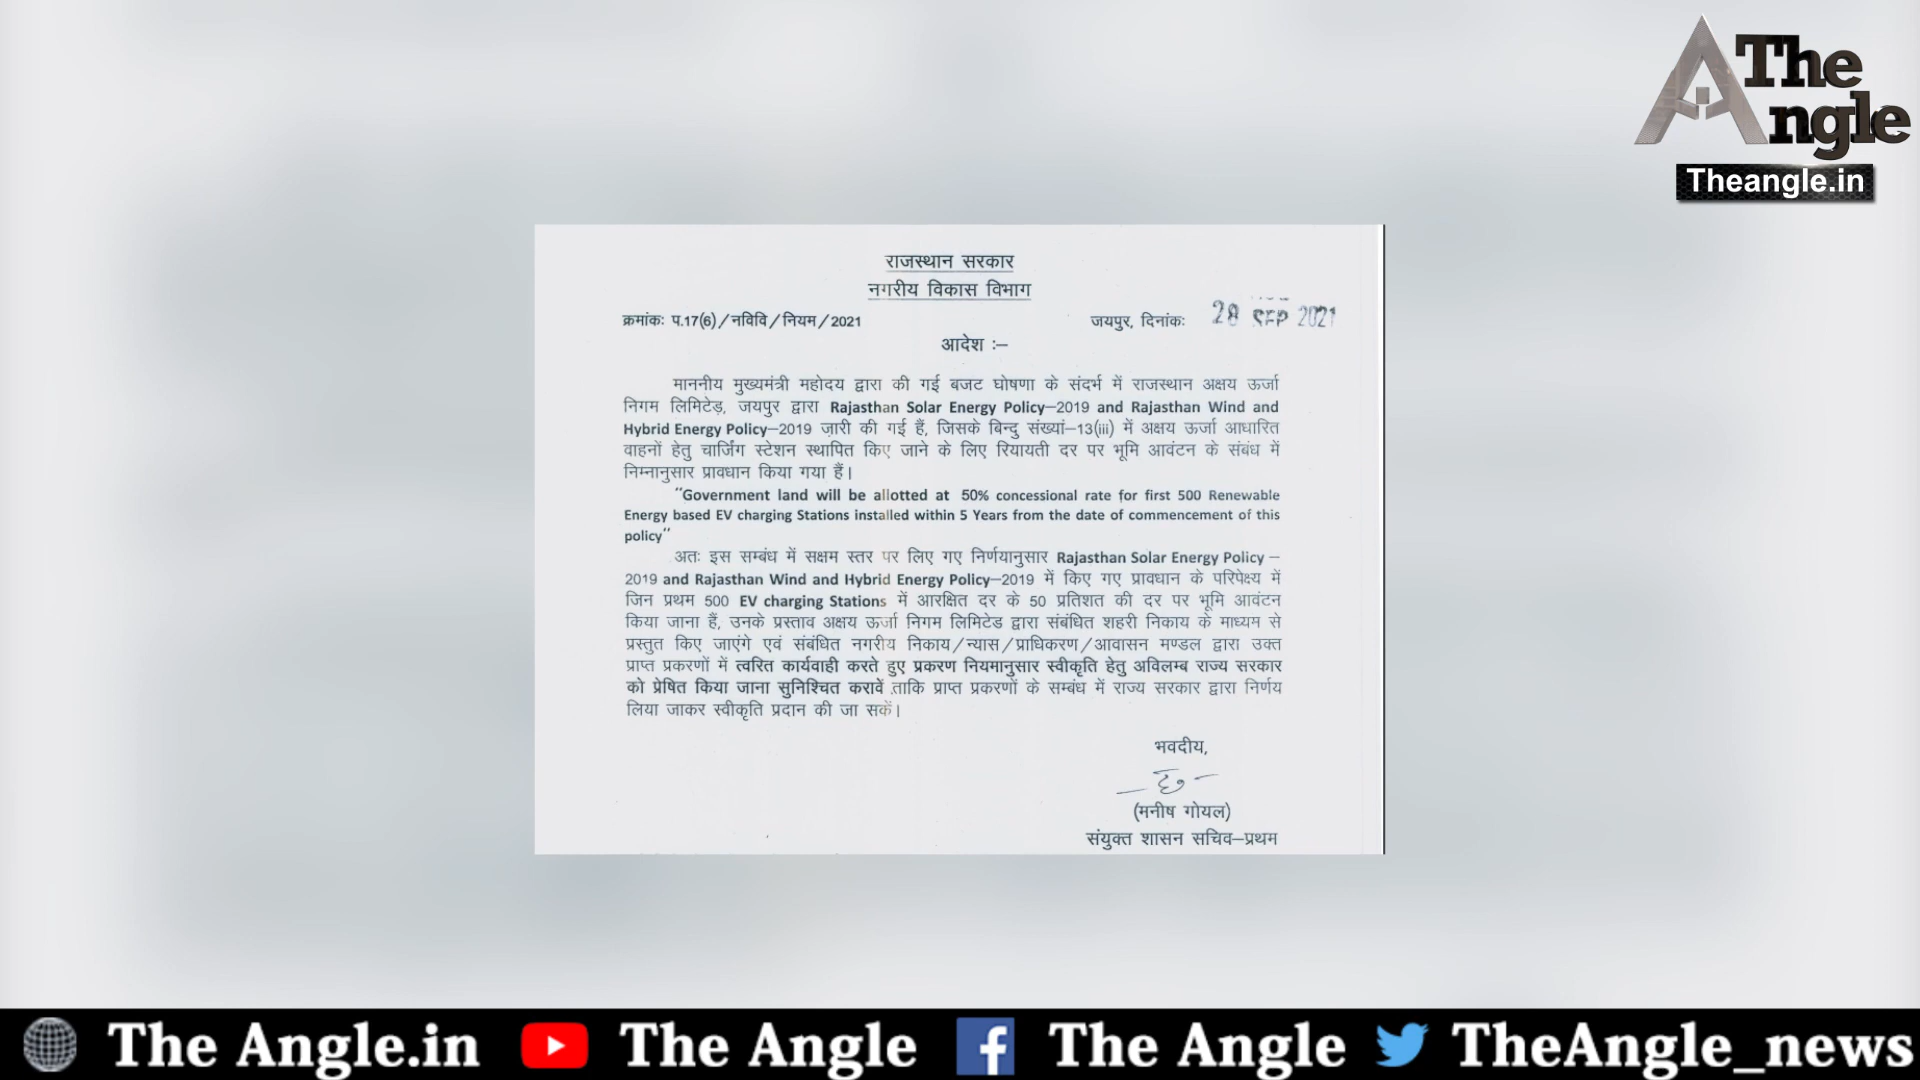 The Angle
Theangle.in
राजस्थान सरकार
नगरीय विकास विभाग
क्रमांकः प.17(6)/नविवि/नियम/2021 जयपुर, दिनांकः 28 SEP 2021
आदेश :–
माननीय मुख्यमंत्री महोदय द्वारा की गई बजट घोषणा के संदर्भ में राजस्थान अक्षय ऊर्जा
निगम लिमिटेड़, जयपुर द्वारा Rajasthan Solar Energy Policy–2019 and Rajasthan Wind and
Hybrid Energy Policy–2019 जारी की गई हैं, जिसके बिन्दु संख्यां–13(iii) में अक्षय ऊर्जा आधारित
वाहनों हेतु चार्जिंग स्टेशन स्थापित किए जाने के लिए रियायती दर पर भूमि आवंटन के संबंध में
निम्नानुसार प्रावधान किया गया हैं।
"Government land will be allotted at 50% concessional rate for first 500 Renewable
Energy based EV charging Stations installed within 5 Years from the date of commencement of this
policy"
अतः इस सम्बंध में सक्षम स्तर पर लिए गए निर्णयानुसार Rajasthan Solar Energy Policy –
2019 and Rajasthan Wind and Hybrid Energy Policy–2019 में किए गए प्रावधान के परिपेक्ष्य में
जिन प्रथम 500 EV charging Stations में आरक्षित दर के 50 प्रतिशत की दर पर भूमि आवंटन
किया जाना हैं, उनके प्रस्ताव अक्षय ऊर्जा निगम लिमिटेड द्वारा संबंधित शहरी निकाय के माध्यम से
प्रस्तुत किए जाएंगे एवं संबंधित नगरीय निकाय/न्यास/प्राधिकरण/आवासन मण्डल द्वारा उक्त
प्राप्त प्रकरणों में त्वरित कार्यवाही करते हुए प्रकरण नियमानुसार स्वीकृति हेतु अविलम्ब राज्य सरकार
को प्रेषित किया जाना सुनिश्चित करावें ताकि प्राप्त प्रकरणों के सम्बंध में राज्य सरकार द्वारा निर्णय
लिया जाकर स्वीकृति प्रदान की जा सकें।
भवदीय,
(मनीष गोयल)
संयुक्त शासन सचिव–प्रथम
The Angle.in The Angle The Angle TheAngle_news